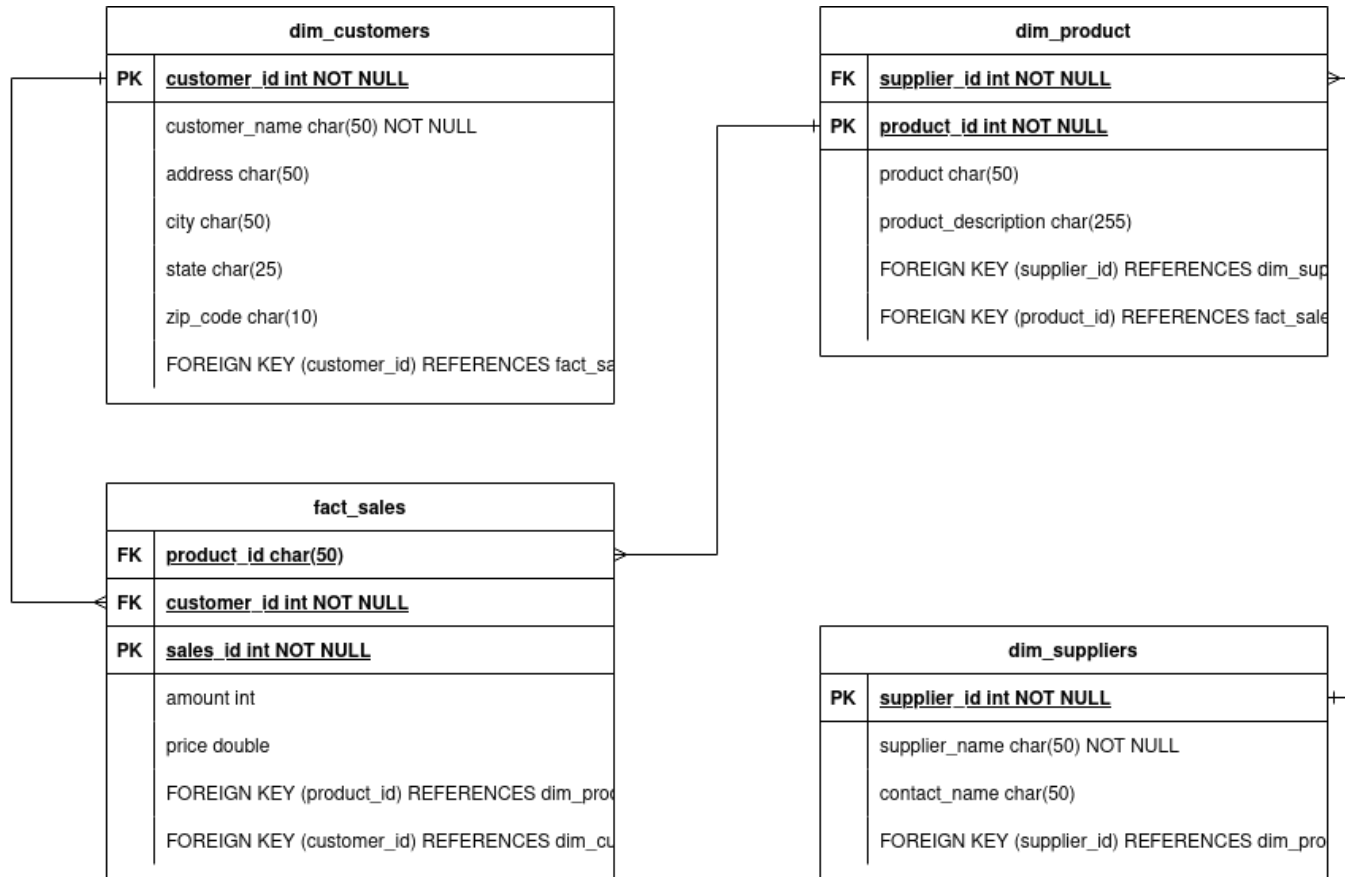 dim_customers
PK customer_id int NOT NULL
customer_name char(50) NOT NULL
address char(50)
city char(50)
state char(25)
zip_code char(10)
FOREIGN KEY (customer_id) REFERENCES fact_sa
dim_product
FK supplier_id int NOT NULL
PK product_id int NOT NULL
product char(50)
product_description char(255)
FOREIGN KEY (supplier_id) REFERENCES dim_sup
FOREIGN KEY (product_id) REFERENCES fact_sale
fact_sales
FK product_id char(50)
FK customer_id int NOT NULL
PK sales_id int NOT NULL
amount int
price double
FOREIGN KEY (product_id) REFERENCES dim_prod
FOREIGN KEY (customer_id) REFERENCES dim_cu
dim_suppliers
PK supplier_id int NOT NULL
supplier_name char(50) NOT NULL
contact_name char(50)
FOREIGN KEY (supplier_id) REFERENCES dim_pro